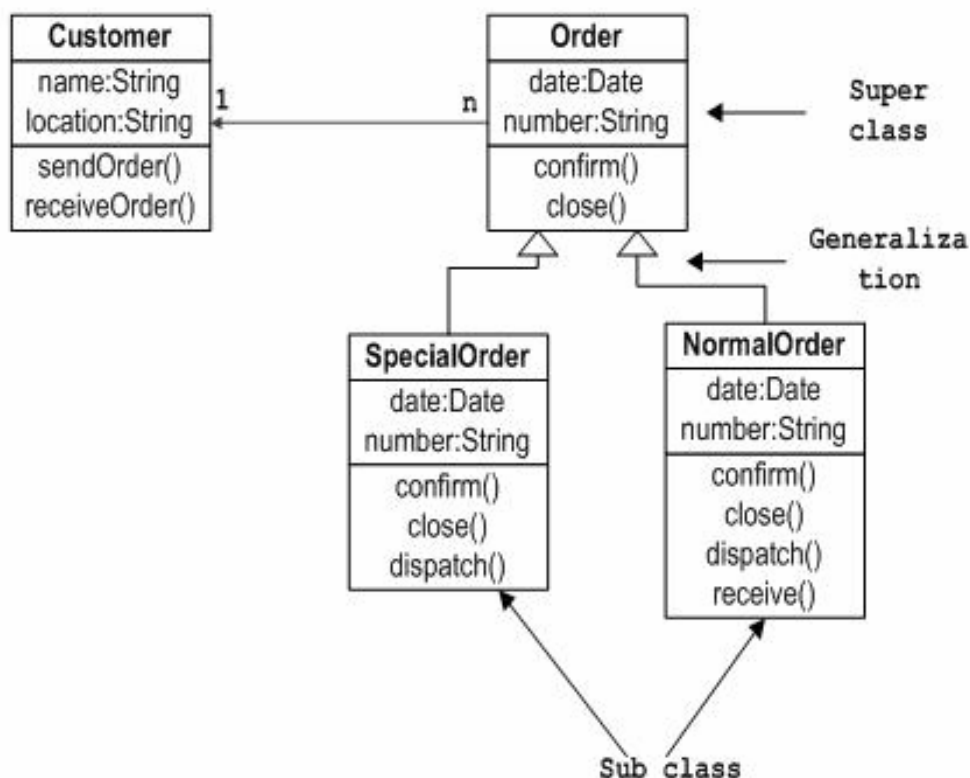 Customer
name:String
location:String
sendOrder()
receiveOrder()
1
n
Order
date:Date
number:String
confirm()
close()
Super
class
Generaliza
tion
SpecialOrder
date:Date
number:String
confirm()
close()
dispatch()
NormalOrder
date:Date
number:String
confirm()
close()
dispatch()
receive()
Sub class